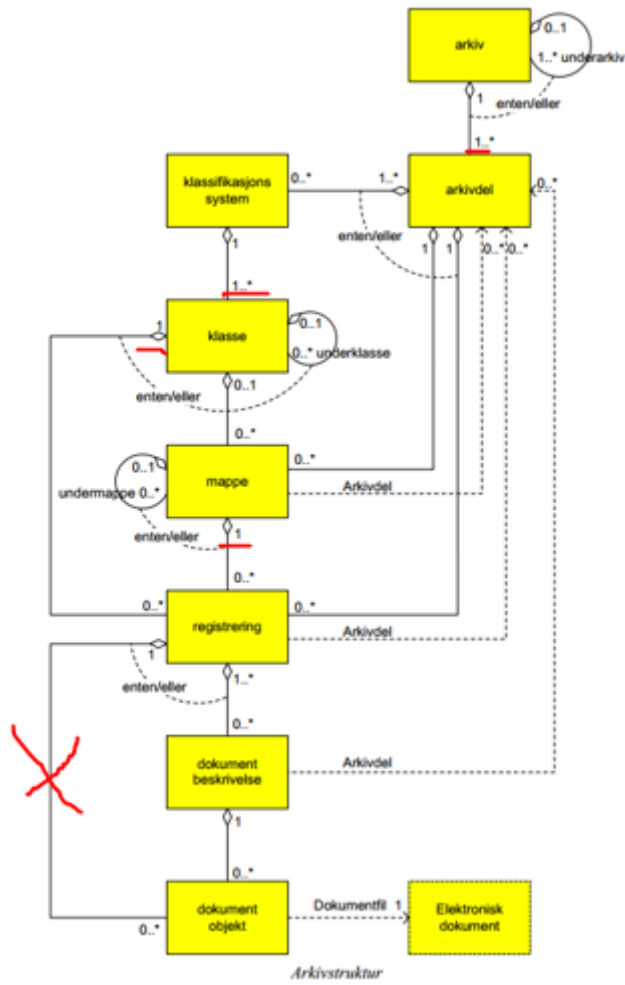 arkiv
0..1
1..* underarkiv
enten/eller
1
1..*
klassifikasjons
system
0..*
1..*
arkivdel
0..*
enten/eller
1
1
1
0..*
0..*
1..*
1
klasse
0..1
0..* underklasse
enten/eller
0..1
0..*
0..1
mappe
0..*
undermappe 0..*
Arkivdel
enten/eller
1
0..*
0..*
registrering
0..*
1
Arkivdel
enten/eller
1..*
0..*
dokument
beskrivelse
Arkivdel
1
0..*
dokument
objekt
0..*
Dokumentfil 1
Elektronisk
dokument
Arkivstruktur